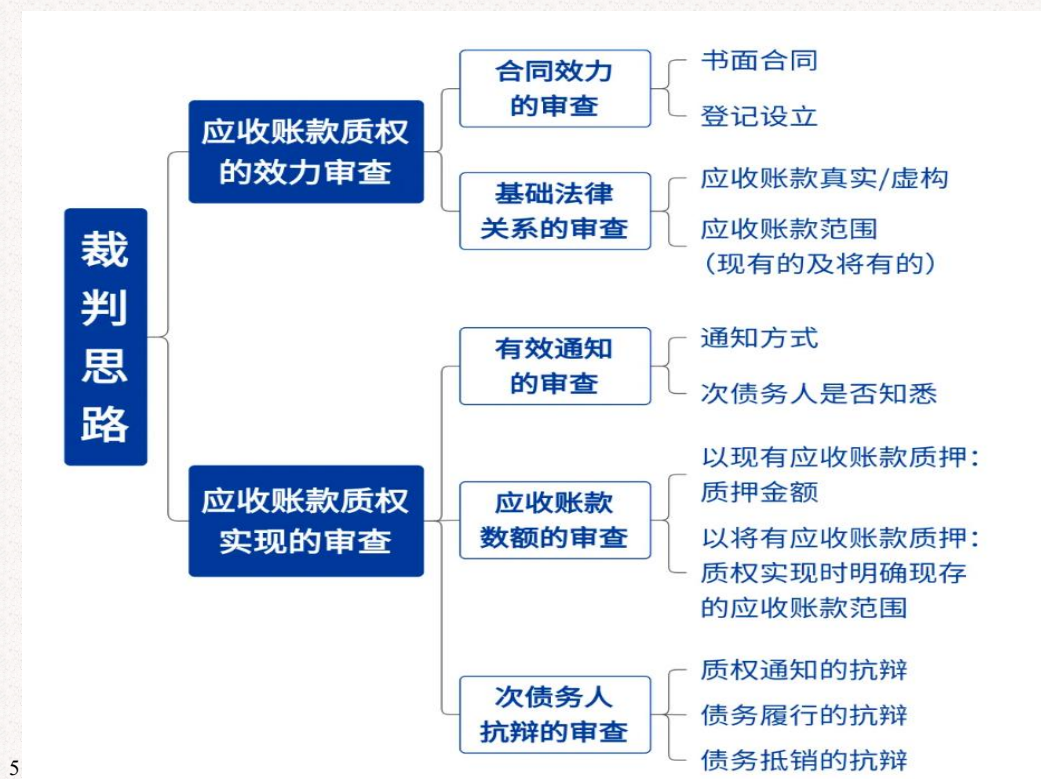 裁
判
思
路
应收账款质权
的效力审查
合同效力
的审查
书面合同
登记设立
基础法律
关系的审查
应收账款真实/虚构
应收账款范围
（现有的及将有的）
应收账款质权
实现的审查
有效通知
的审查
通知方式
次债务人是否知悉
应收账款
数额的审查
以现有应收账款质押：
质押金额
以将有应收账款质押：
质权实现时明确现存
的应收账款范围
次债务人
抗辩的审查
质权通知的抗辩
债务履行的抗辩
债务抵销的抗辩
5